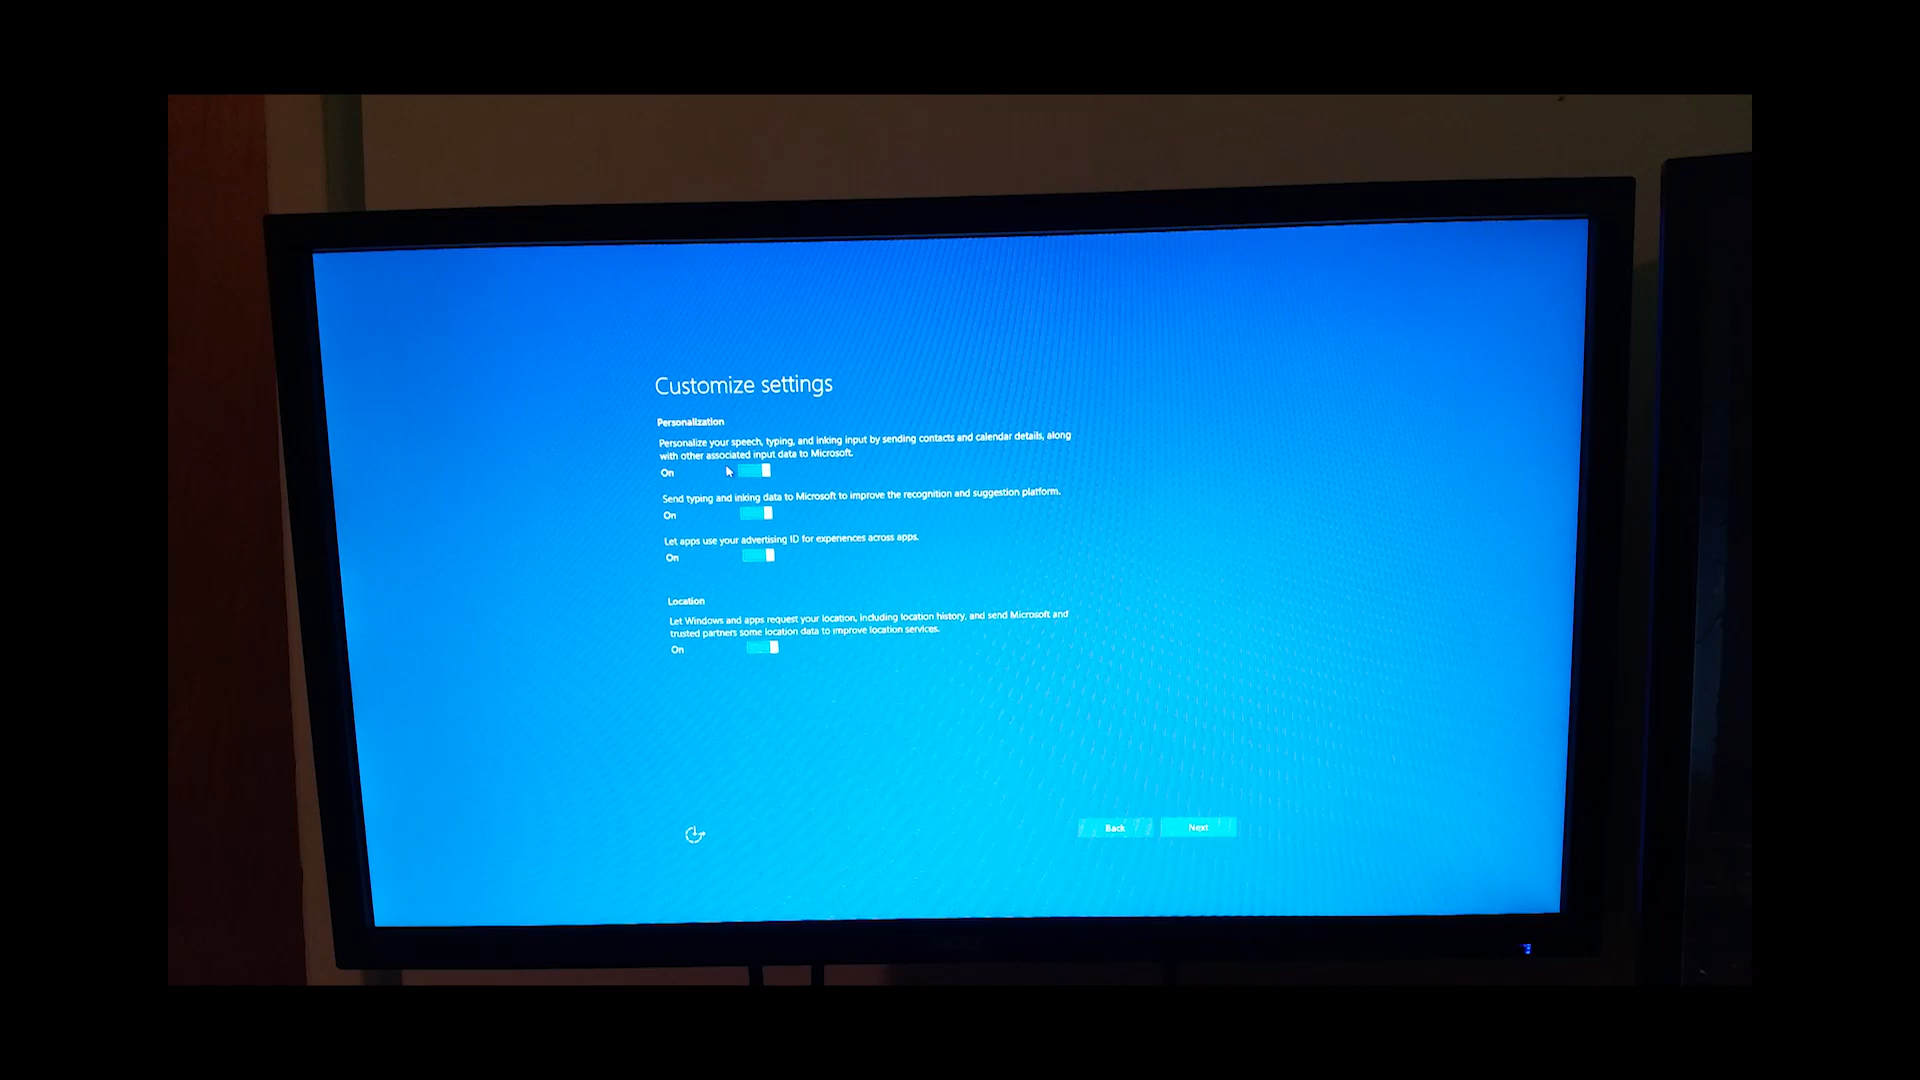 Customize settings
Personalization
Personalize your speech, typing, and inking input by sending contacts and calendar details, along
with other associated input data to Microsoft.
On
Send typing and inking data to Microsoft to improve the recognition and suggestion platform.
On
Let apps use your advertising ID for experiences across apps.
On
Location
Let Windows and apps request your location, including location history, and send Microsoft and
trusted partners some location data to improve location services.
On
Back Next